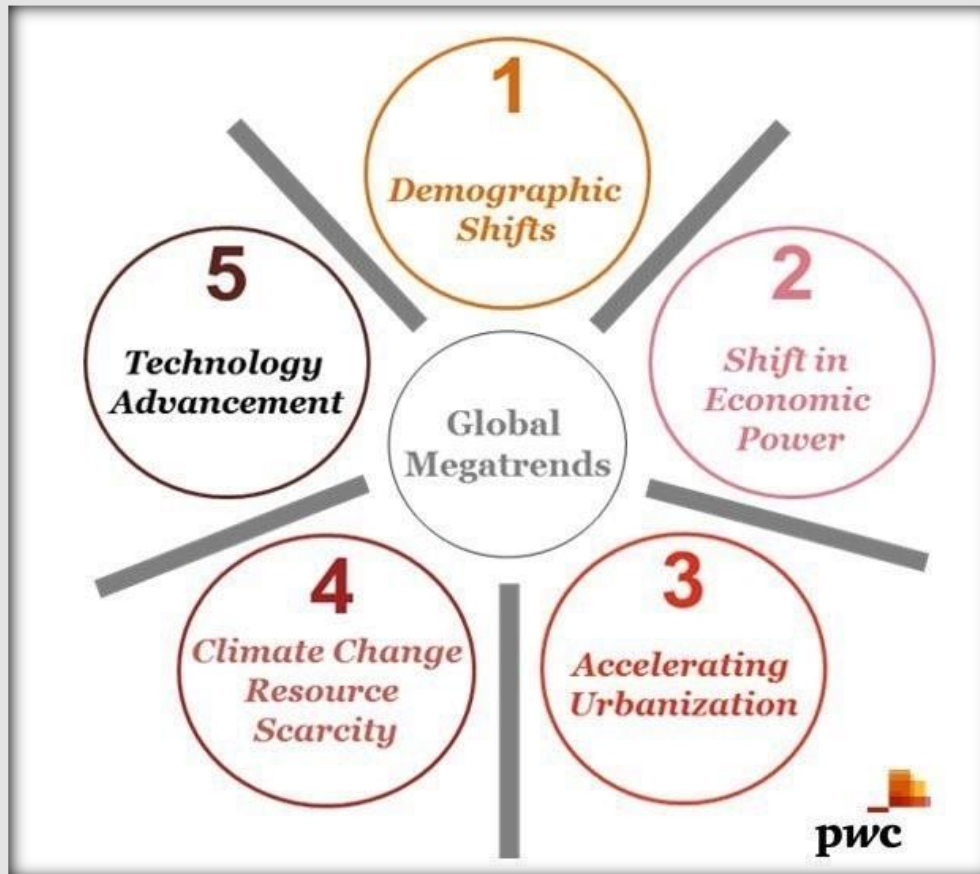 1
Demographic
Shifts
2
Shift in
Economic
Power
3
Accelerating
Urbanization
4
Climate Change
Resource
Scarcity
5
Technology
Advancement
Global
Megatrends
pwc